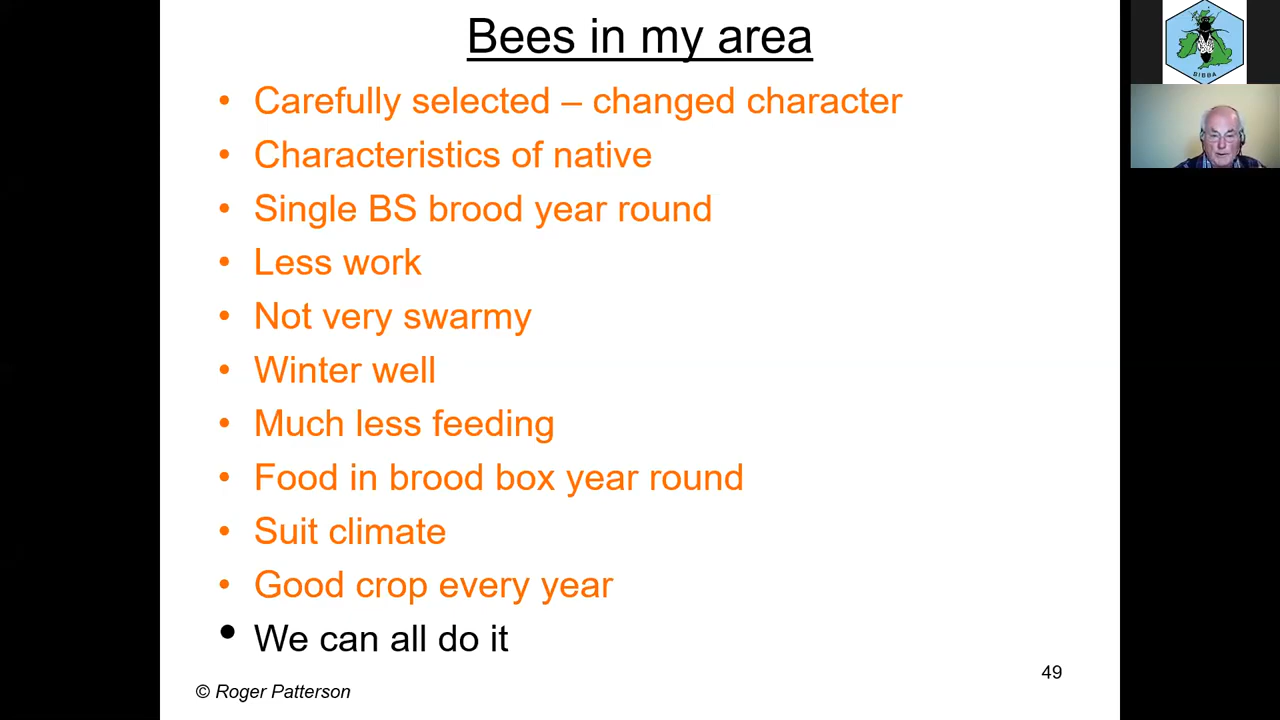 Bees in my area
• Carefully selected – changed character
• Characteristics of native
• Single BS brood year round
• Less work
• Not very swarmy
• Winter well
• Much less feeding
• Food in brood box year round
• Suit climate
• Good crop every year
• We can all do it
49
© Roger Patterson
BIBBA